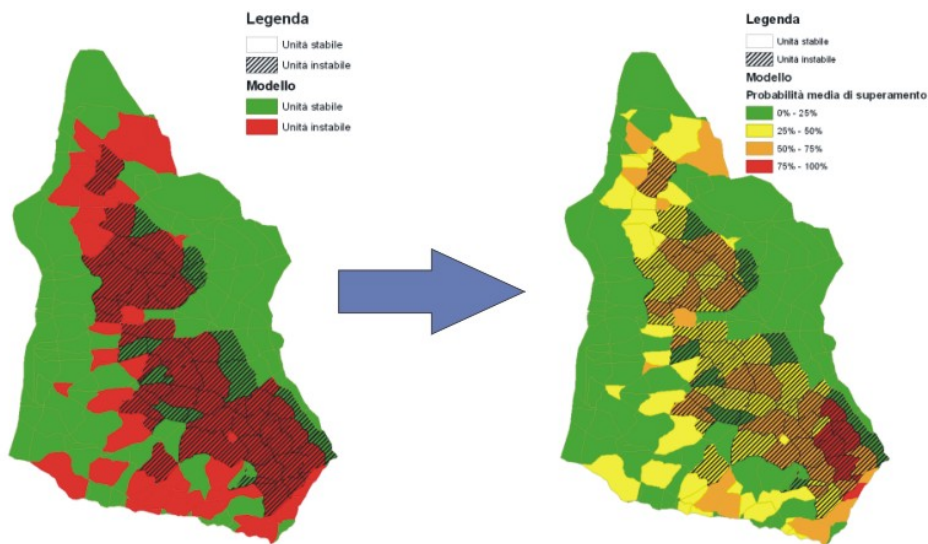 Legenda
Unità stabile
Unità instabile
Modello
Unità stabile
Unità instabile
Legenda
Unità stabile
Unità instabile
Modello
Probabilità media di superamento
0% - 25%
25% - 50%
50% - 75%
75% - 100%